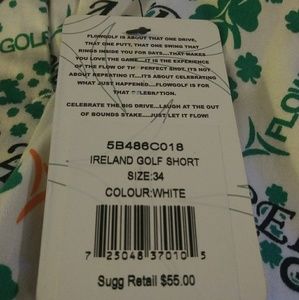 FLOWGOLF IS ABOUT THAT ONE DRIVE,
THAT ONE PUTT, THAT ONE SWING THAT
RINGS INSIDE YOU FOR DAYS....THAT MAKES
YOU LOVE THE GAME....IT IS THE EXPERIENCE
OF THE FLOW OF THE PERFECT SHOT, ITS NOT
ABOUT REPEATING IT...ITS ABOUT CELEBRATING
WHAT JUST HAPPENED....FLOWGOLF IS FOR
THAT CELEBRATION.
CELEBRATE THE BIG DRIVE...LAUGH AT THE OUT
OF BOUNDS STAKE....JUST LET IT FLOW!
5B486C018
IRELAND GOLF SHORT
SIZE:34
COLOUR:WHITE
7 25048 37010 5
Sugg Retail $55.00
GOLF